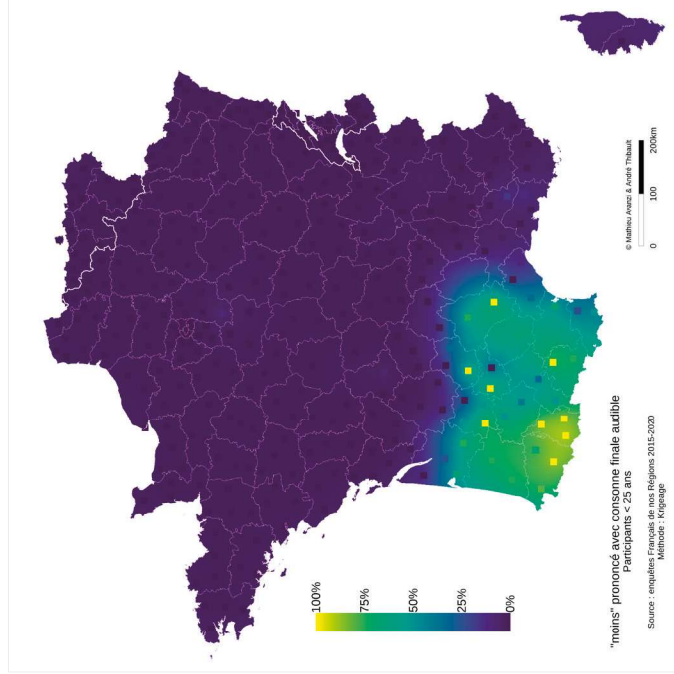 "moins" prononcé avec consonne finale audible
Participants < 25 ans
Source : enquêtes Français de nos Régions 2015-2020
Méthode : Krigeage
100%
75%
50%
25%
0%
© Mathieu Avanzi & André Thibault
0 100 200km